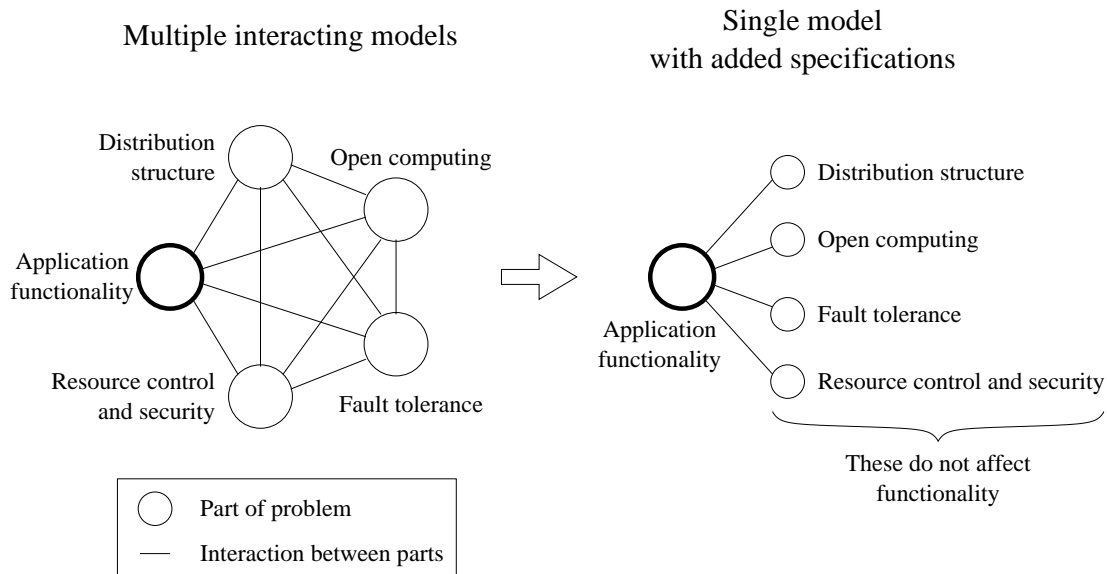 Multiple interacting models
Single model
with added specifications
Distribution
structure
Open computing
Application
functionality
Resource control
and security
Fault tolerance
Distribution structure
Open computing
Fault tolerance
Resource control and security
Application
functionality
These do not affect
functionality
Part of problem
Interaction between parts